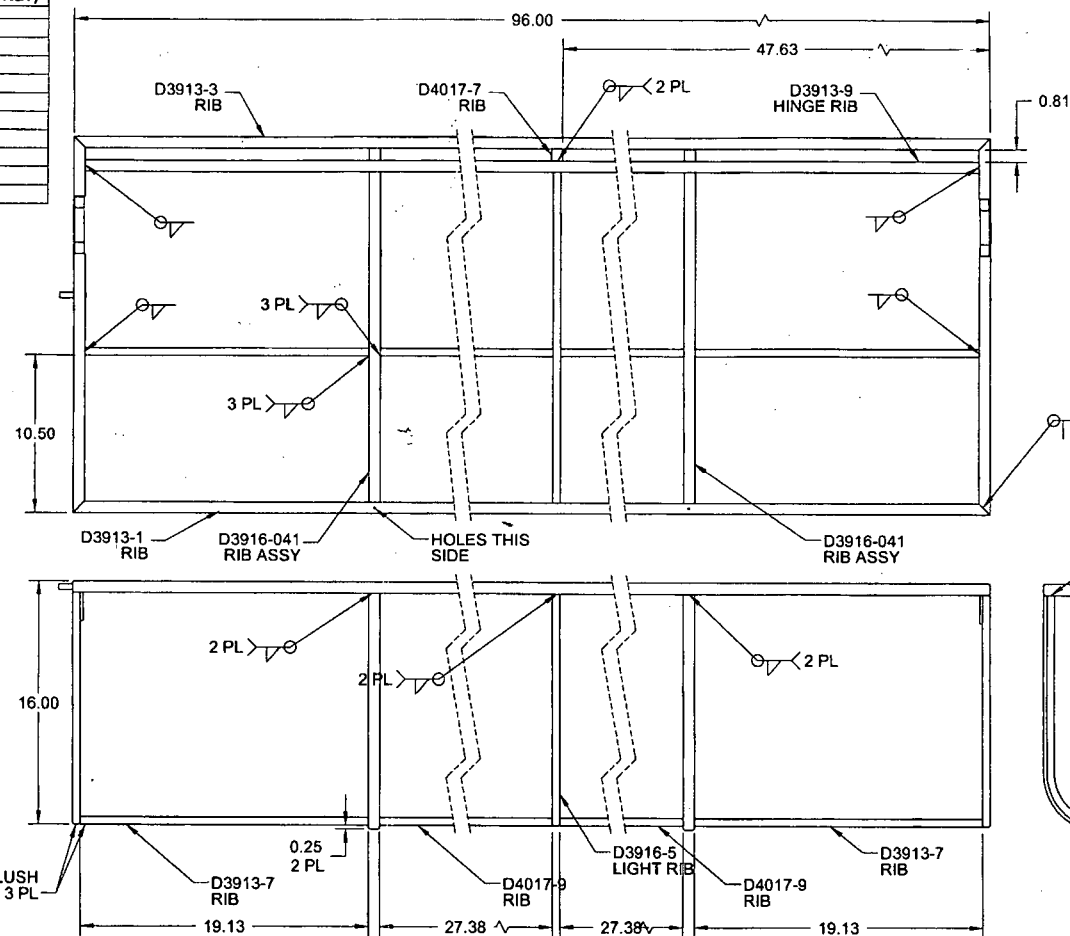 96.00
47.63
D3913-3
RIB
D4017-7
RIB
2 PL
D3913-9
HINGE RIB
0.81
3 PL
3 PL
10.50
D3913-1
RIB
D3916-041
RIB ASSY
HOLES THIS
SIDE
D3916-041
RIB ASSY
2 PL
2 PL
2 PL
16.00
0.25
2 PL
D3916-5
LIGHT RIB
D3913-7
RIB
3 PL
D3913-7
RIB
D4017-9
RIB
D4017-9
RIB
19.13
27.38
27.38
19.13